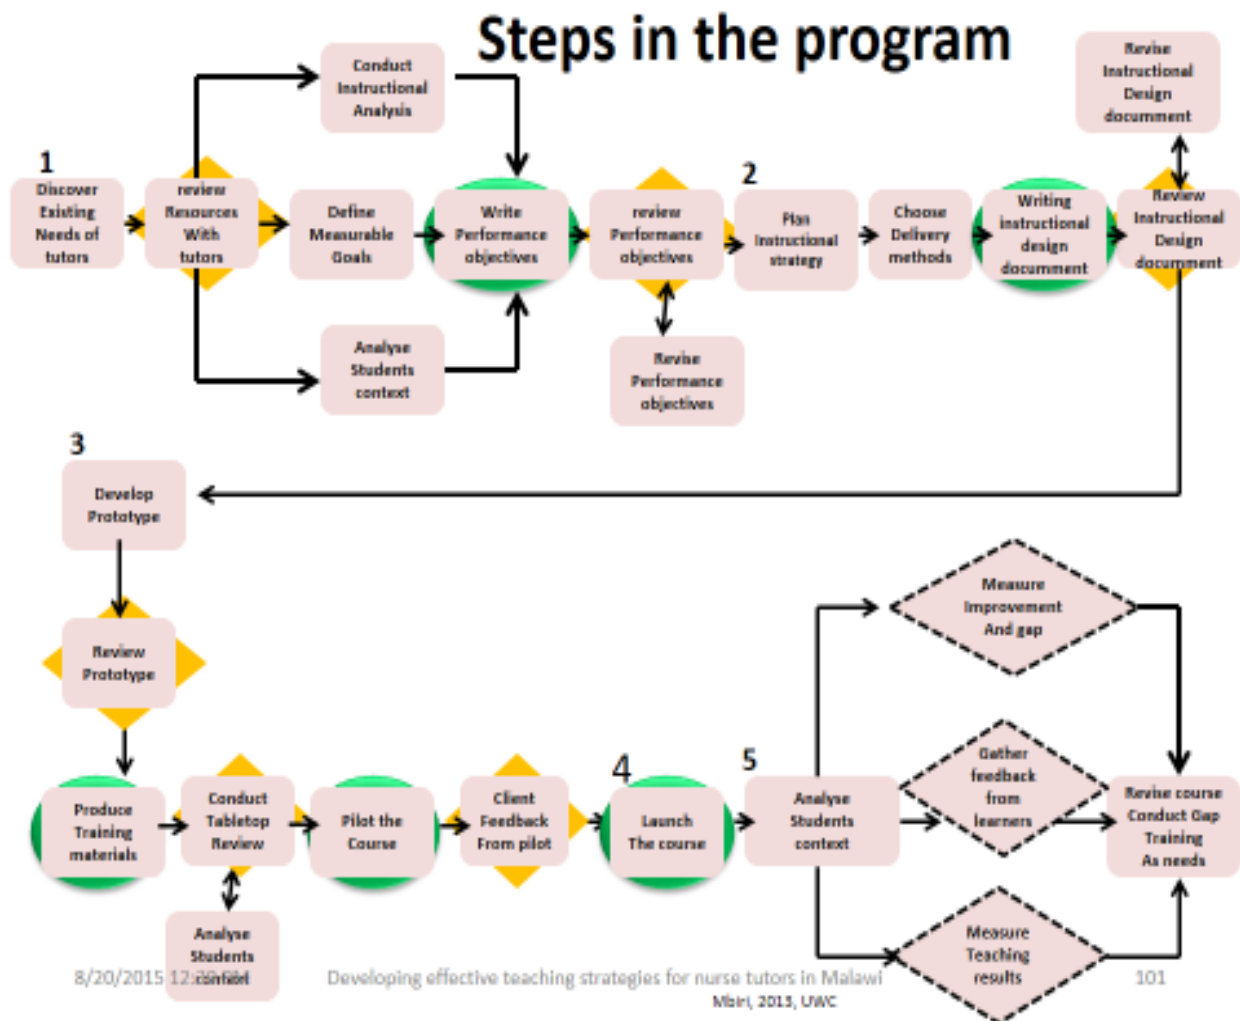 Steps in the program
Conduct
Instructional
Analysis
Revise
Instructional
Design
documment
1
Discover
Existing
Needs of
tutors
review
Resources
With
tutors
Define
Measurable
Goals
Write
Performance
objectives
review
Performance
objectives
2
Plan
Instructional
strategy
Choose
Delivery
methods
Writing
instructional
design
documment
Review
Instructional
Design
documment
Analyse
Students
context
Revise
Performance
objectives
3
Develop
Prototype
Review
Prototype
Measure
Improvement
And gap
Produce
Training
materials
Conduct
Tabletop
Review
Pilot the
Course
Client
Feedback
From pilot
4
Launch
The course
5
Analyse
Students
context
Gather
feedback
from
learners
Revise course
Conduct Gap
Training
As needs
Analyse
Students
context
Measure
Teaching
results
8/20/2015
Developing effective teaching strategies for nurse tutors in Malawi
101
Mbiri, 2013, UWC